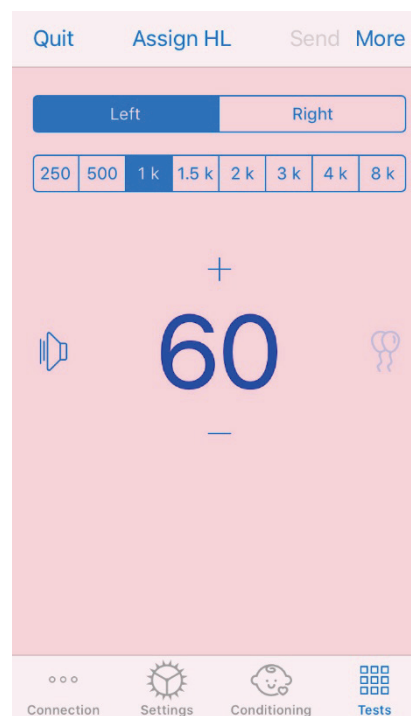 Quit Assign HL Send More
Left Right
250 500 1 k 1.5 k 2 k 3 k 4 k 8 k
+
60
—
Connection Settings Conditioning Tests